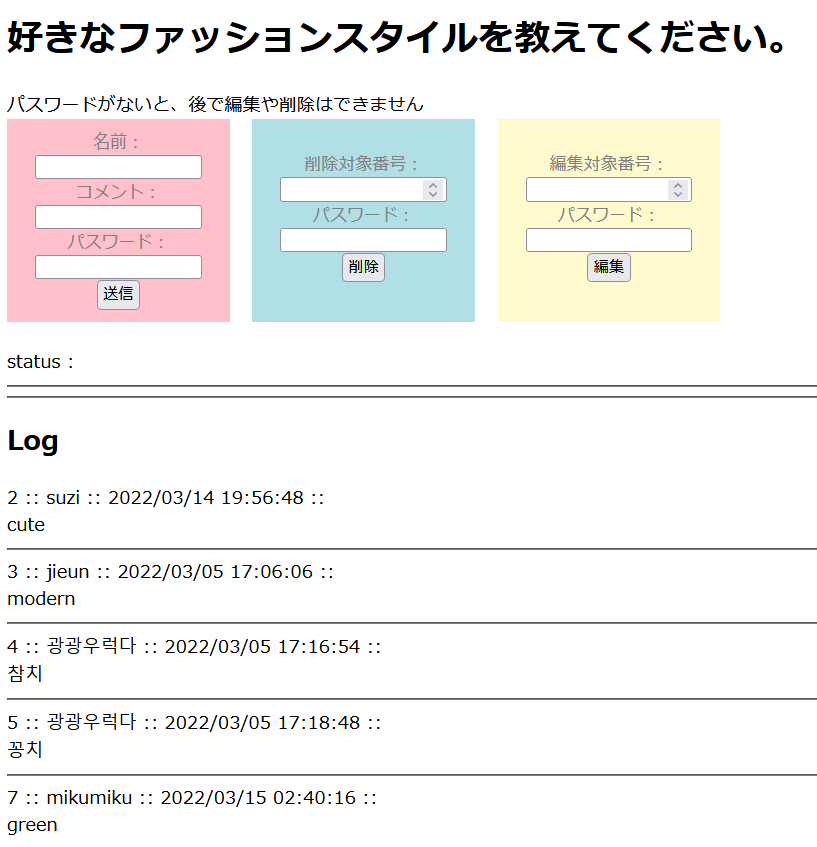 好きなファッションスタイルを教えてください。
パスワードがないと、後で編集や削除はできません
名前：
コメント：
パスワード：
送信
削除対象番号：
パスワード：
削除
編集対象番号：
パスワード：
編集
status：
Log
2 :: suzi :: 2022/03/14 19:56:48 ::
cute
3 :: jieun :: 2022/03/05 17:06:06 ::
modern
4 :: 광광우럭다 :: 2022/03/05 17:16:54 ::
참치
5 :: 광광우럭다 :: 2022/03/05 17:18:48 ::
꽁치
7 :: mikumiku :: 2022/03/15 02:40:16 ::
green